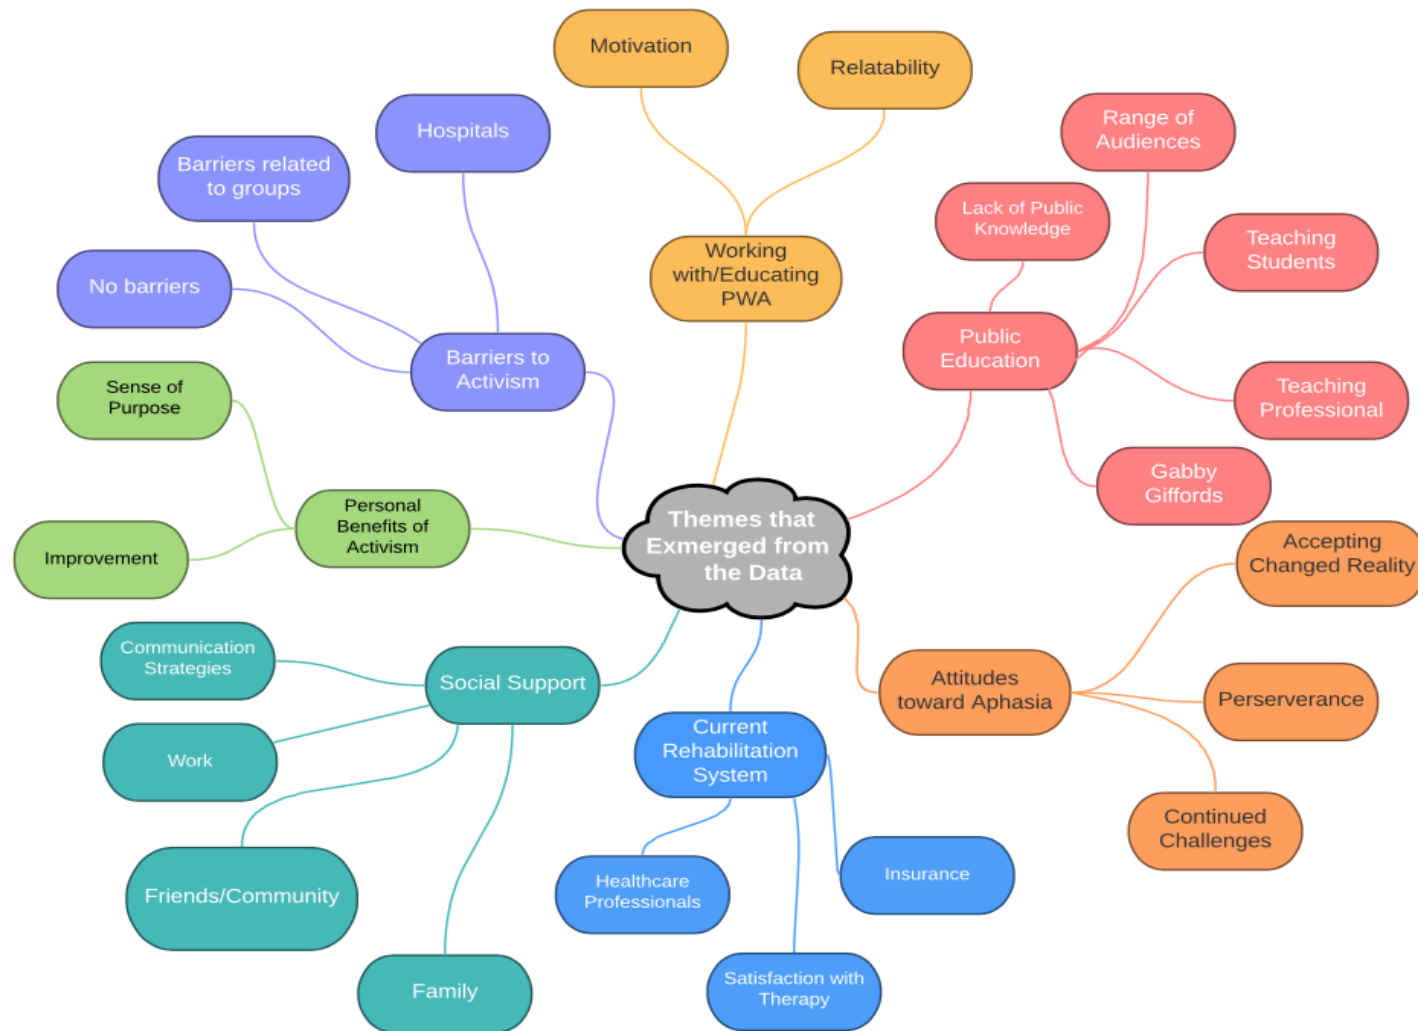 Motivation
Relatability
Hospitals
Range of
Audiences
Barriers related
to groups
Lack of Public
Knowledge
Working
with/Educating
PWA
Teaching
Students
No barriers
Public
Education
Barriers to
Activism
Sense of
Purpose
Teaching
Professional
Gabby
Giffords
Personal
Benefits of
Activism
Improvement
Themes that
Exmerged from
the Data
Accepting
Changed Reality
Communication
Strategies
Social Support
Attitudes
toward Aphasia
Perserverance
Work
Current
Rehabilitation
System
Continued
Challenges
Friends/Community
Healthcare
Professionals
Insurance
Family
Satisfaction with
Therapy